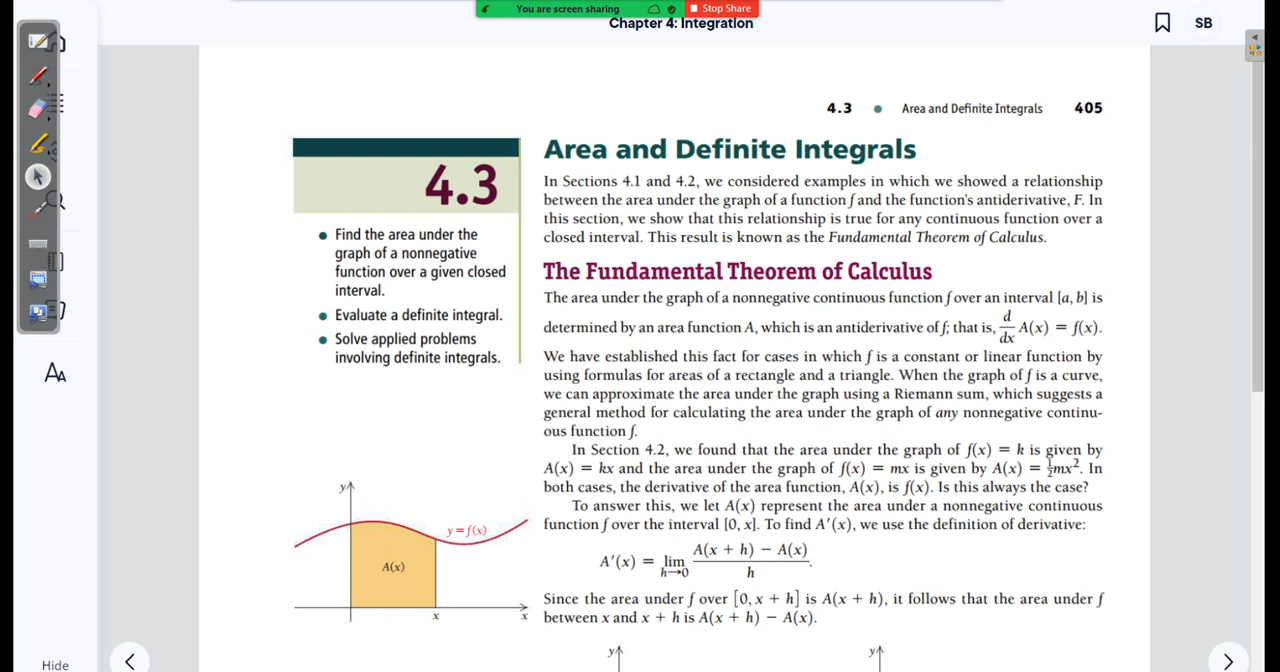 You are screen sharing
Stop Share
Chapter 4: Integration
SB
4.3 • Area and Definite Integrals 405
4.3
• Find the area under the
graph of a nonnegative
function over a given closed
interval.
• Evaluate a definite integral.
• Solve applied problems
involving definite integrals.
Area and Definite Integrals
In Sections 4.1 and 4.2, we considered examples in which we showed a relationship
between the area under the graph of a function f and the function's antiderivative, F. In
this section, we show that this relationship is true for any continuous function over a
closed interval. This result is known as the Fundamental Theorem of Calculus.
The Fundamental Theorem of Calculus
The area under the graph of a nonnegative continuous function f over an interval [a, b] is
determined by an area function A, which is an antiderivative of f; that is, d/dx A(x) = f(x).
We have established this fact for cases in which f is a constant or linear function by
using formulas for areas of a rectangle and a triangle. When the graph of f is a curve,
we can approximate the area under the graph using a Riemann sum, which suggests a
general method for calculating the area under the graph of any nonnegative continu-
ous function f.
In Section 4.2, we found that the area under the graph of f(x) = k is given by
A(x) = kx and the area under the graph of f(x) = mx is given by A(x) = ½mx². In
both cases, the derivative of the area function, A(x), is f(x). Is this always the case?
To answer this, we let A(x) represent the area under a nonnegative continuous
function f over the interval [0, x]. To find A′(x), we use the definition of derivative:
A′(x) = lim h→0 A(x + h) − A(x) / h.
Since the area under f over [0, x + h] is A(x + h), it follows that the area under f
between x and x + h is A(x + h) − A(x).
y
y = f(x)
A(x)
x
x
y
y
AA
Hide